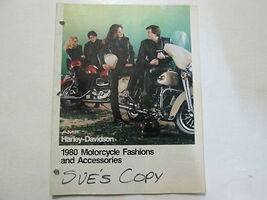 AMF
Harley-Davidson
1980 Motorcycle Fashions
and Accessories
SUE'S COPY